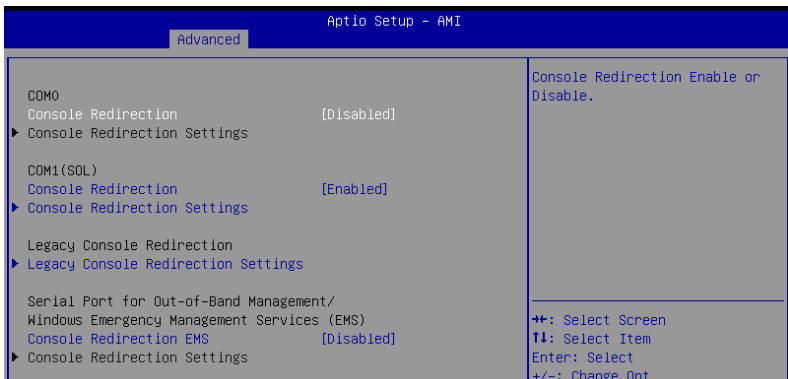 Aptio Setup – AMI
Advanced
COM0
Console Redirection [Disabled]
Console Redirection Settings
COM1(SOL)
Console Redirection [Enabled]
Console Redirection Settings
Legacy Console Redirection
Legacy Console Redirection Settings
Serial Port for Out-of-Band Management/
Windows Emergency Management Services (EMS)
Console Redirection EMS [Disabled]
Console Redirection Settings
Console Redirection Enable or
Disable.
→←: Select Screen
↑↓: Select Item
Enter: Select
+/-: Change Opt.